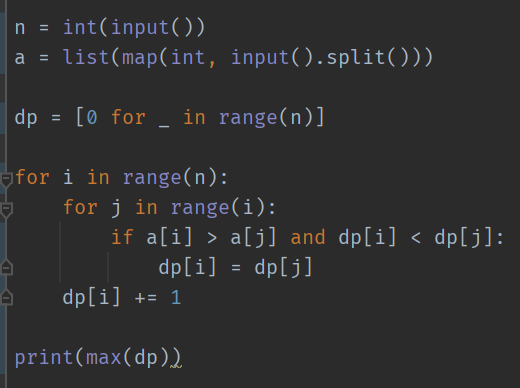 n = int(input())
a = list(map(int, input().split()))
dp = [0 for _ in range(n)]
for i in range(n):
    for j in range(i):
        if a[i] > a[j] and dp[i] < dp[j]:
            dp[i] = dp[j]
    dp[i] += 1
print(max(dp))